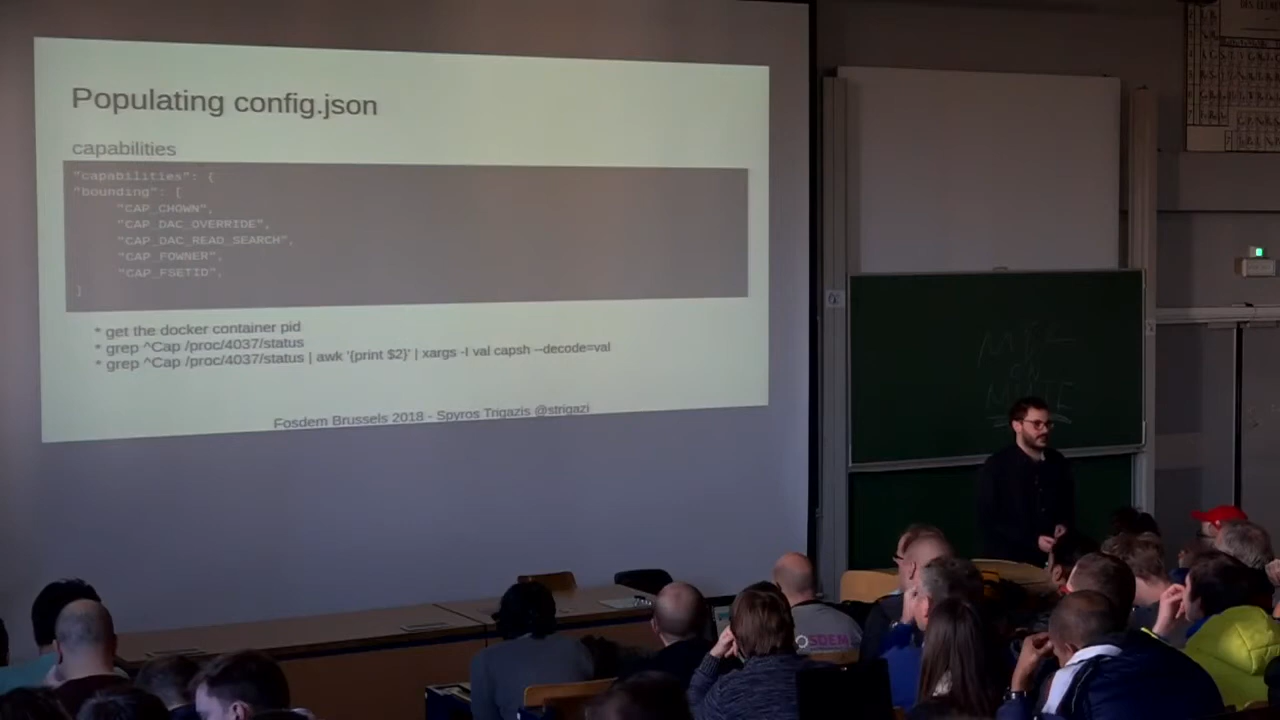 Populating config.json
capabilities
"capabilities": {
"bounding": [
"CAP_CHOWN",
"CAP_DAC_OVERRIDE",
"CAP_DAC_READ_SEARCH",
"CAP_FOWNER",
"CAP_FSETID",
]
* get the docker container pid
* grep ^Cap /proc/4037/status
* grep ^Cap /proc/4037/status | awk '{print $2}' | xargs -I val capsh --decode=val
Fosdem Brussels 2018 - Spyros Trigazis @strigazi